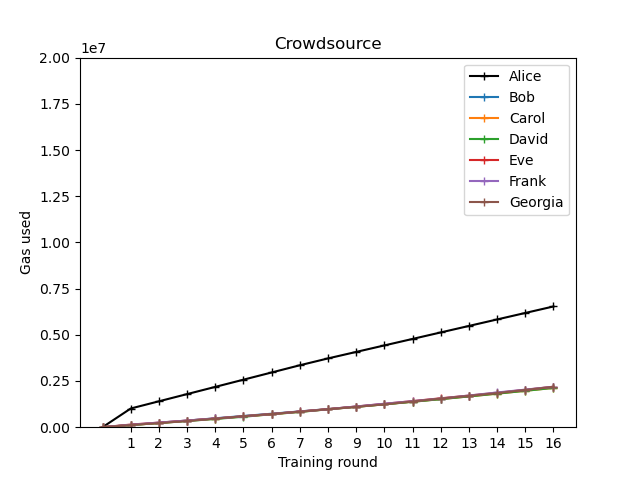 Crowdsource
1e7
2.00
1.75
1.50
1.25
1.00
0.75
0.50
0.25
0.00
Gas used
1 2 3 4 5 6 7 8 9 10 11 12 13 14 15 16
Training round
Alice
Bob
Carol
David
Eve
Frank
Georgia